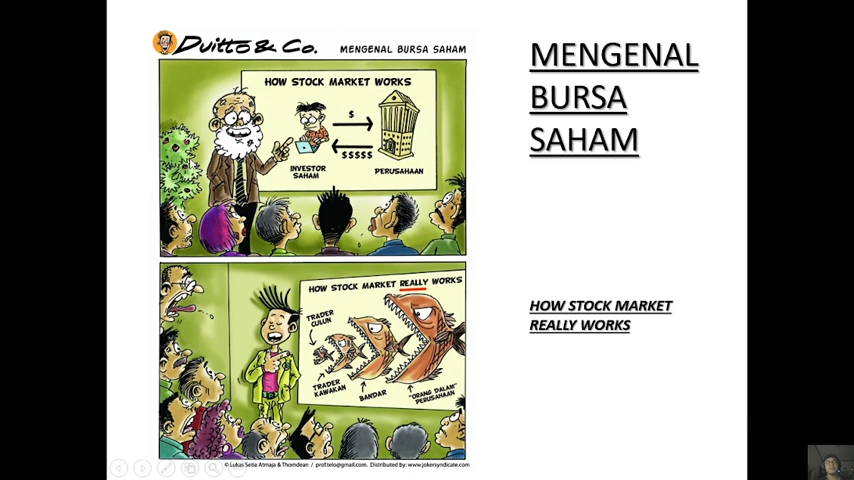 Duitto & Co.
MENGENAL BURSA SAHAM
HOW STOCK MARKET WORKS
$
$$$$$
INVESTOR
SAHAM
PERUSAHAAN
HOW STOCK MARKET REALLY WORKS
TRADER
CULUN
TRADER
KAWAKAN
BANDAR
"ORANG DALAM"
PERUSAHAAN
© Lukas Setia Atmaja & Thomdean / prof.telo@gmail.com. Distributed by: www.jokersyndicate.com
MENGENAL
BURSA
SAHAM
HOW STOCK MARKET
REALLY WORKS